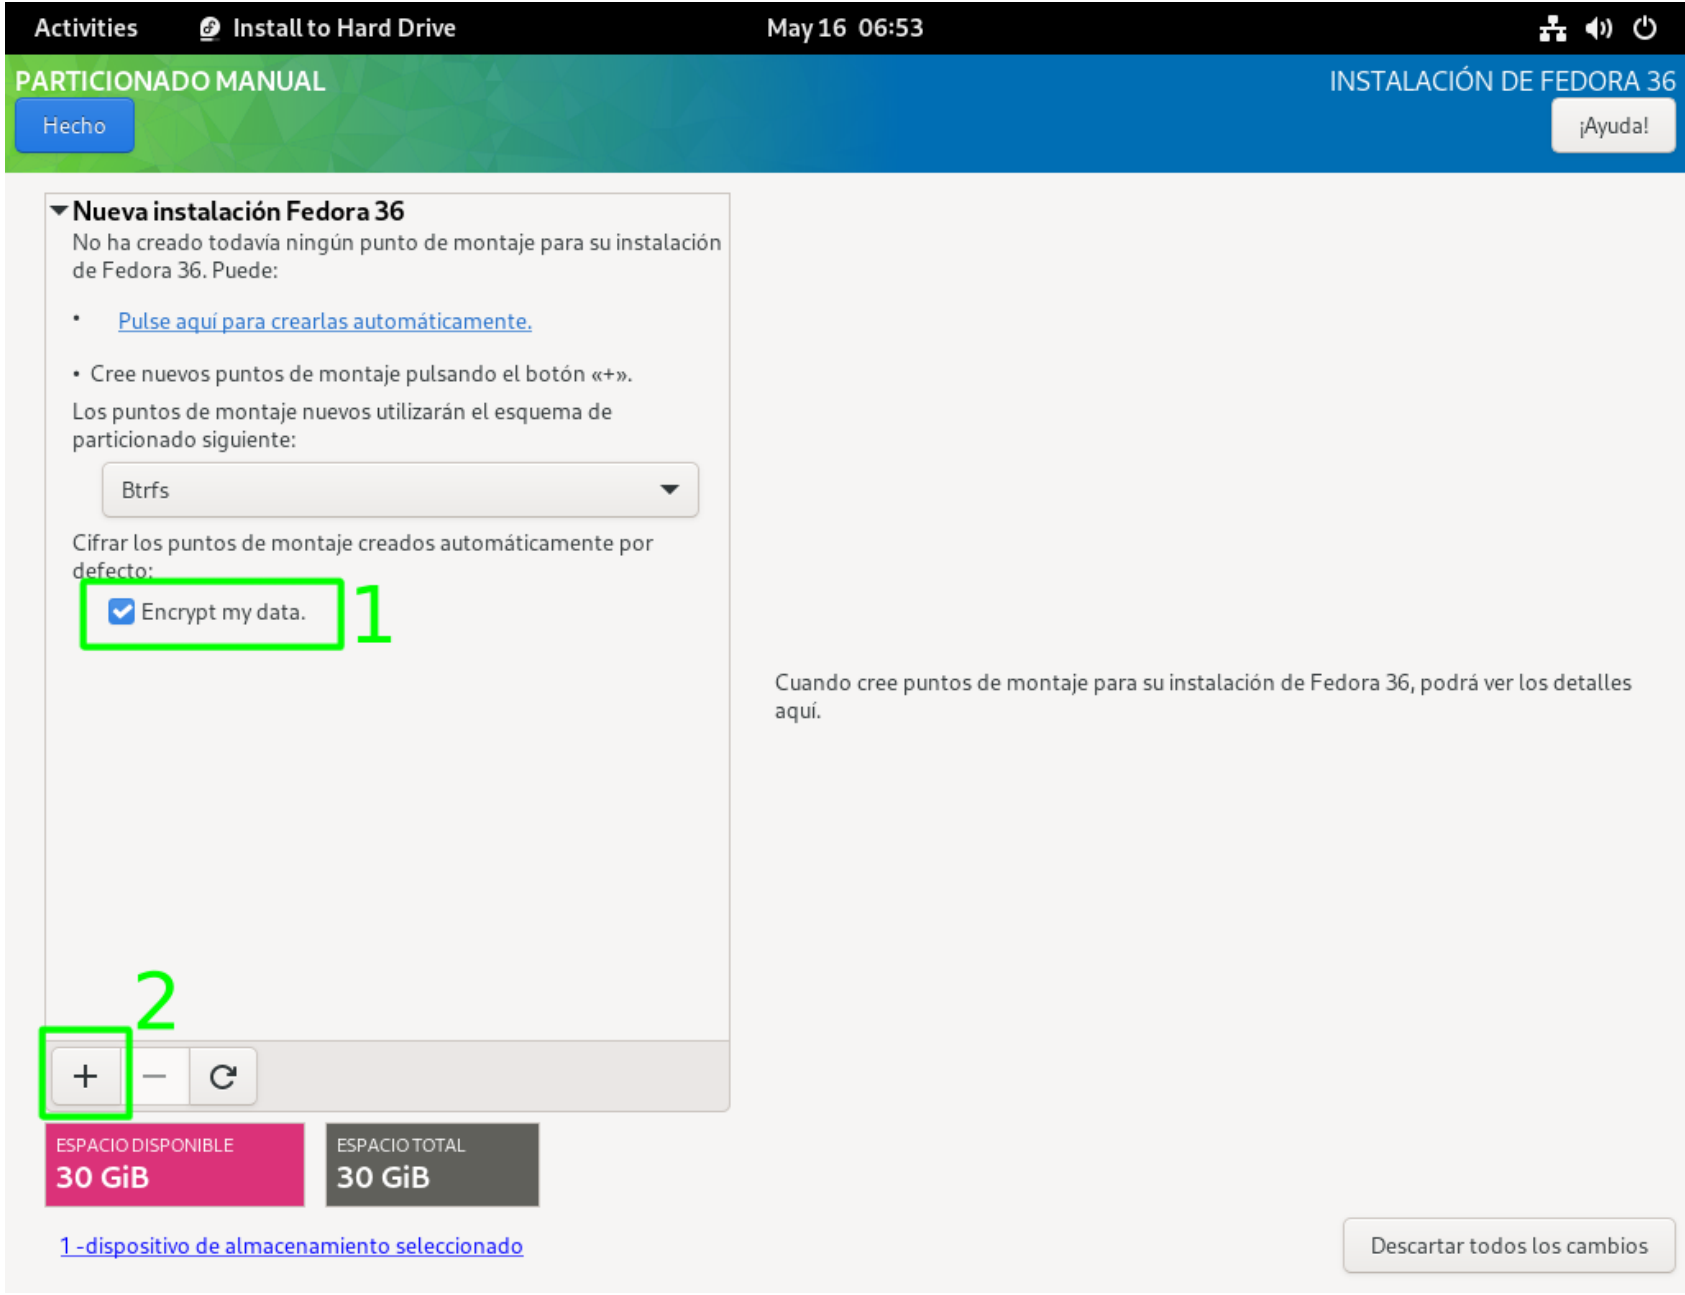 Activities Install to Hard Drive May 16 06:53
PARTICIONADO MANUAL INSTALACIÓN DE FEDORA 36
Hecho ¡Ayuda!
Nueva instalación Fedora 36
No ha creado todavía ningún punto de montaje para su instalación
de Fedora 36. Puede:
• Pulse aquí para crearlas automáticamente.
• Cree nuevos puntos de montaje pulsando el botón «+».
Los puntos de montaje nuevos utilizarán el esquema de
particionado siguiente:
Btrfs
Cifrar los puntos de montaje creados automáticamente por
defecto:
Encrypt my data. 1
Cuando cree puntos de montaje para su instalación de Fedora 36, podrá ver los detalles
aquí.
2
+ −
ESPACIO DISPONIBLE ESPACIO TOTAL
30 GiB 30 GiB
1 -dispositivo de almacenamiento seleccionado
Descartar todos los cambios